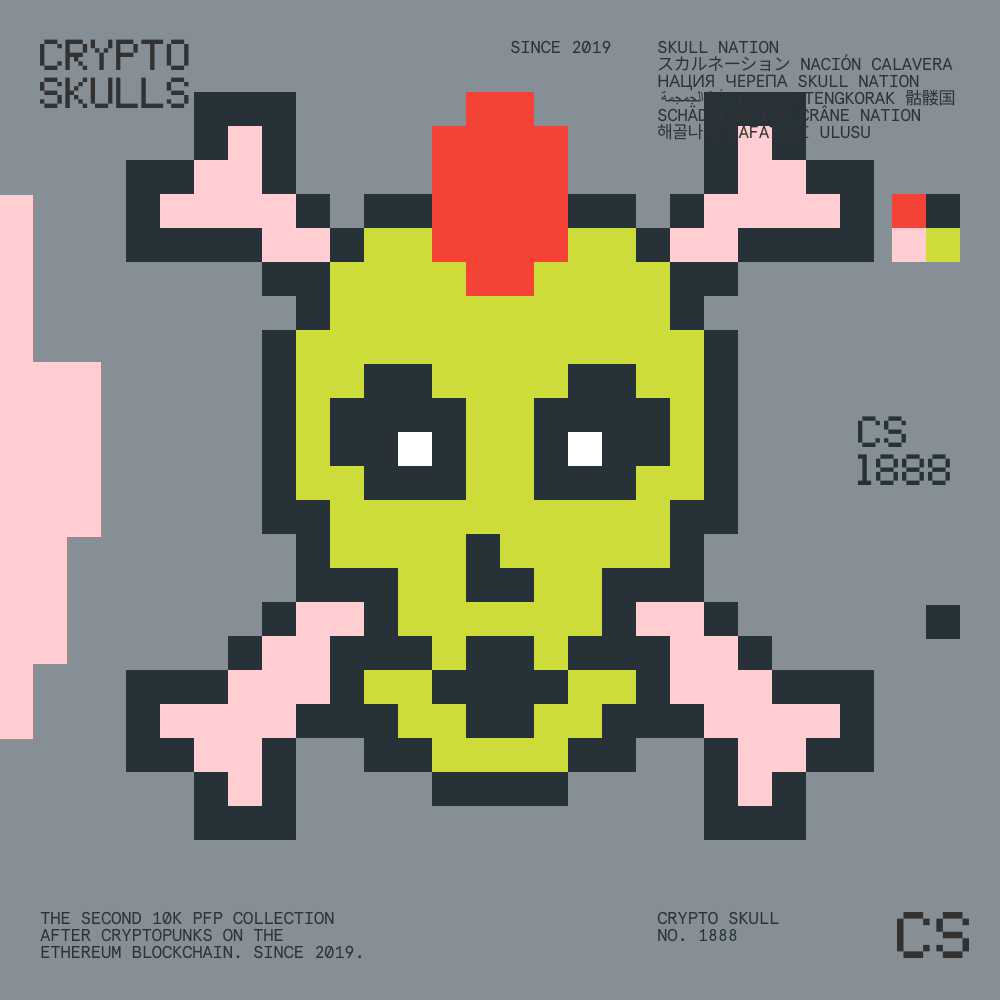 CRYPTO
SKULLS
SINCE 2019
SKULL NATION
スカルネーション NACIÓN CALAVERA
НАЦИЯ ЧЕРЕПА SKULL NATION
TENGKORAK 骷髅国
CRÂNE NATION
해골나 ULUSU
CS
1888
THE SECOND 10K PFP COLLECTION
AFTER CRYPTOPUNKS ON THE
ETHEREUM BLOCKCHAIN. SINCE 2019.
CRYPTO SKULL
NO. 1888
CS